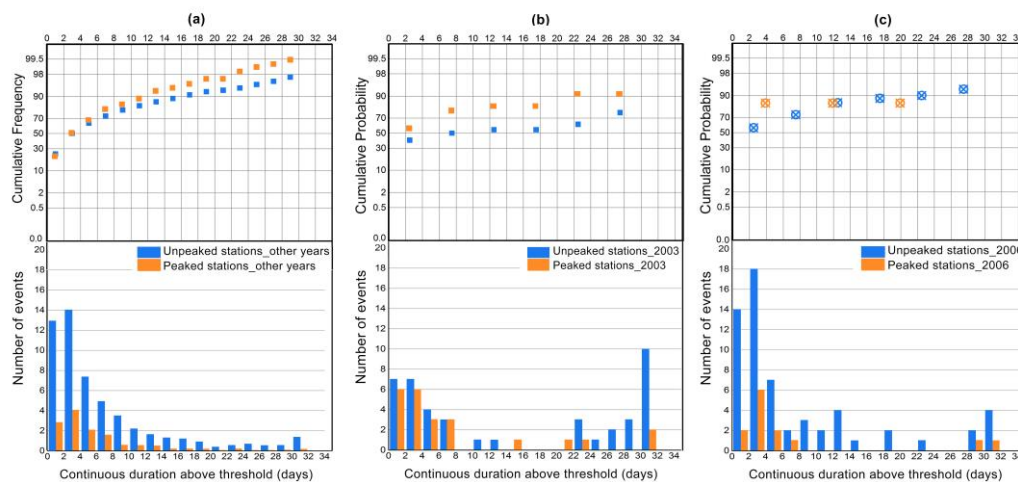 (a)
0 2 4 6 8 10 12 14 16 18 20 22 24 26 28 30 32 34
99.5
98
90
70
50
30
10
2
0.5
0.0
Cumulative Frequency
20
18
16
14
12
10
8
6
4
2
0
Number of events
Unpeaked stations_other years
Peaked stations_other years
0 2 4 6 8 10 12 14 16 18 20 22 24 26 28 30 32 34
Continuous duration above threshold (days)
(b)
0 2 4 6 8 10 12 14 16 18 20 22 24 26 28 30 32 34
99.5
98
90
70
50
30
10
2
0.5
0.0
Cumulative Probability
20
18
16
14
12
10
8
6
4
2
0
Number of events
Unpeaked stations_2003
Peaked stations_2003
0 2 4 6 8 10 12 14 16 18 20 22 24 26 28 30 32 34
Continuous duration above threshold (days)
(c)
0 2 4 6 8 10 12 14 16 18 20 22 24 26 28 30 32 34
99.5
98
90
70
50
30
10
2
0.5
0.0
Cumulative Probability
20
18
16
14
12
10
8
6
4
2
0
Number of events
Unpeaked stations_2006
Peaked stations_2006
0 2 4 6 8 10 12 14 16 18 20 22 24 26 28 30 32 34
Continuous duration above threshold (days)